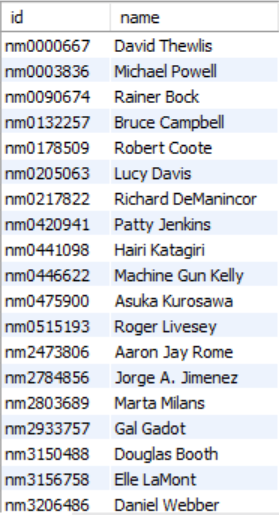 id name
nm0000667 David Thewlis
nm0003836 Michael Powell
nm0090674 Rainer Bock
nm0132257 Bruce Campbell
nm0178509 Robert Coote
nm0205063 Lucy Davis
nm0217822 Richard DeManincor
nm0420941 Patty Jenkins
nm0441098 Hairi Katagiri
nm0446622 Machine Gun Kelly
nm0475900 Asuka Kurosawa
nm0515193 Roger Livesey
nm2473806 Aaron Jay Rome
nm2784856 Jorge A. Jimenez
nm2803689 Marta Milans
nm2933757 Gal Gadot
nm3150488 Douglas Booth
nm3156758 Elle LaMont
nm3206486 Daniel Webber